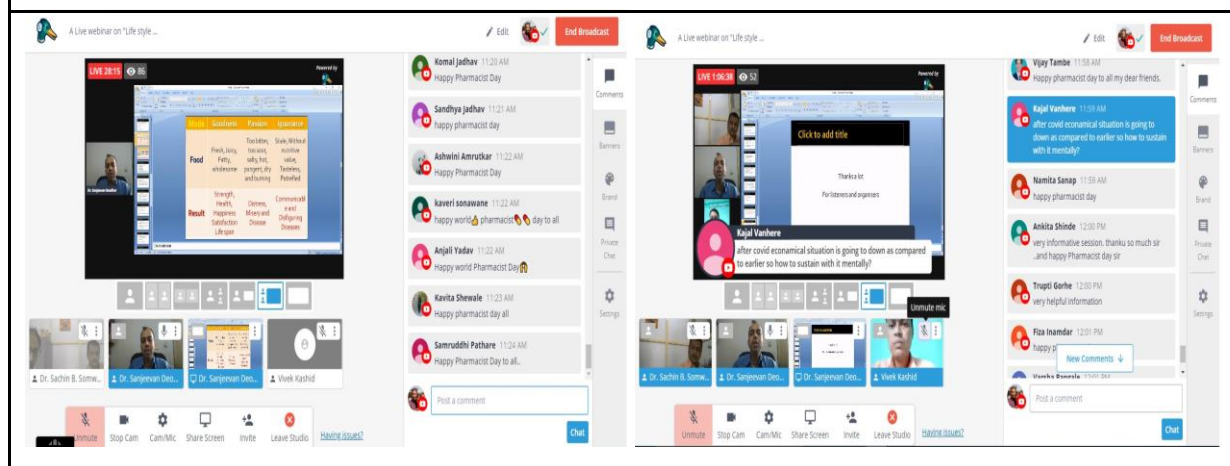 A Live webinar on "Life style ...
Edit
End Broadcast
LIVE 28:15
86
Powered by
Mode Goodness Passion Ignorance
Food
Fresh, Juicy, Fatty, wholesome
Too bitter, too sour, salty, hot, pungent, dry and burning
Stale, Without nutritive value, Tasteless, Putrefied
Result
Strength, Health, Happiness Satisfaction Life span
Distress, Misery and Disease
and Disfiguring Diseases
Dr. Sachin B. Somw...
Dr. Sanjeevan Deo...
Dr. Sanjeevan Deo...
Vivek Kashid
Unmute
Stop Cam
Cam/Mic
Share Screen
Invite
Leave Studio
Having issues?
Komal Jadhav 11:20 AM
Happy Pharmacist Day
Sandhya Jadhav 11:21 AM
happy pharmacist day
Ashwini Amrutkar 11:22 AM
Happy Pharmacist Day
kaveri sonawane 11:22 AM
happy world👍 pharmacist💊💊 day to all
Anjali Yadav 11:22 AM
Happy world Pharmacist Day
Kavita Shewale 11:23 AM
Happy pharmacist day all
Samruddhi Pathare 11:24 AM
Happy Pharmacist Day to all..
Post a comment
Chat
Comments
Banners
Brand
Private Chat
Settings
A Live webinar on "Life style ...
Edit
End Broadcast
LIVE 1:06:38
52
Powered by
Click to add title
Thanks a lot
For listeners and organisers
Kajal Vanhere
after covid econamical situation is going to down as compared
to earlier so how to sustain with it mentally?
Unmute mic
Dr. Sachin B. Somw...
Dr. Sanjeevan Deo...
Dr. Sanjeevan Deo...
Vivek Kashid
Unmute
Stop Cam
Cam/Mic
Share Screen
Invite
Leave Studio
Having issues?
Vijay Tambe 11:58 AM
Happy pharmacist day to all my dear friends.
Kajal Vanhere 11:59 AM
after covid econamical situation is going to
down as compared to earlier so how to sustain
with it mentally?
Namita Sanap 11:59 AM
happy pharmacist day
Ankita Shinde 12:00 PM
very informative session. thanku so much sir
..and happy Pharmacist day sir
Trupti Gorhe 12:00 PM
very helpful information
Fiza Inamdar 12:01 PM
happy p
New Comments ↓
Post a comment
Chat
Comments
Banners
Brand
Private Chat
Settings